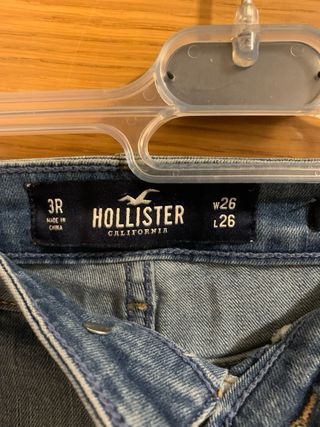 3R
MADE IN
CHINA
HOLLISTER
CALIFORNIA
W26
L26